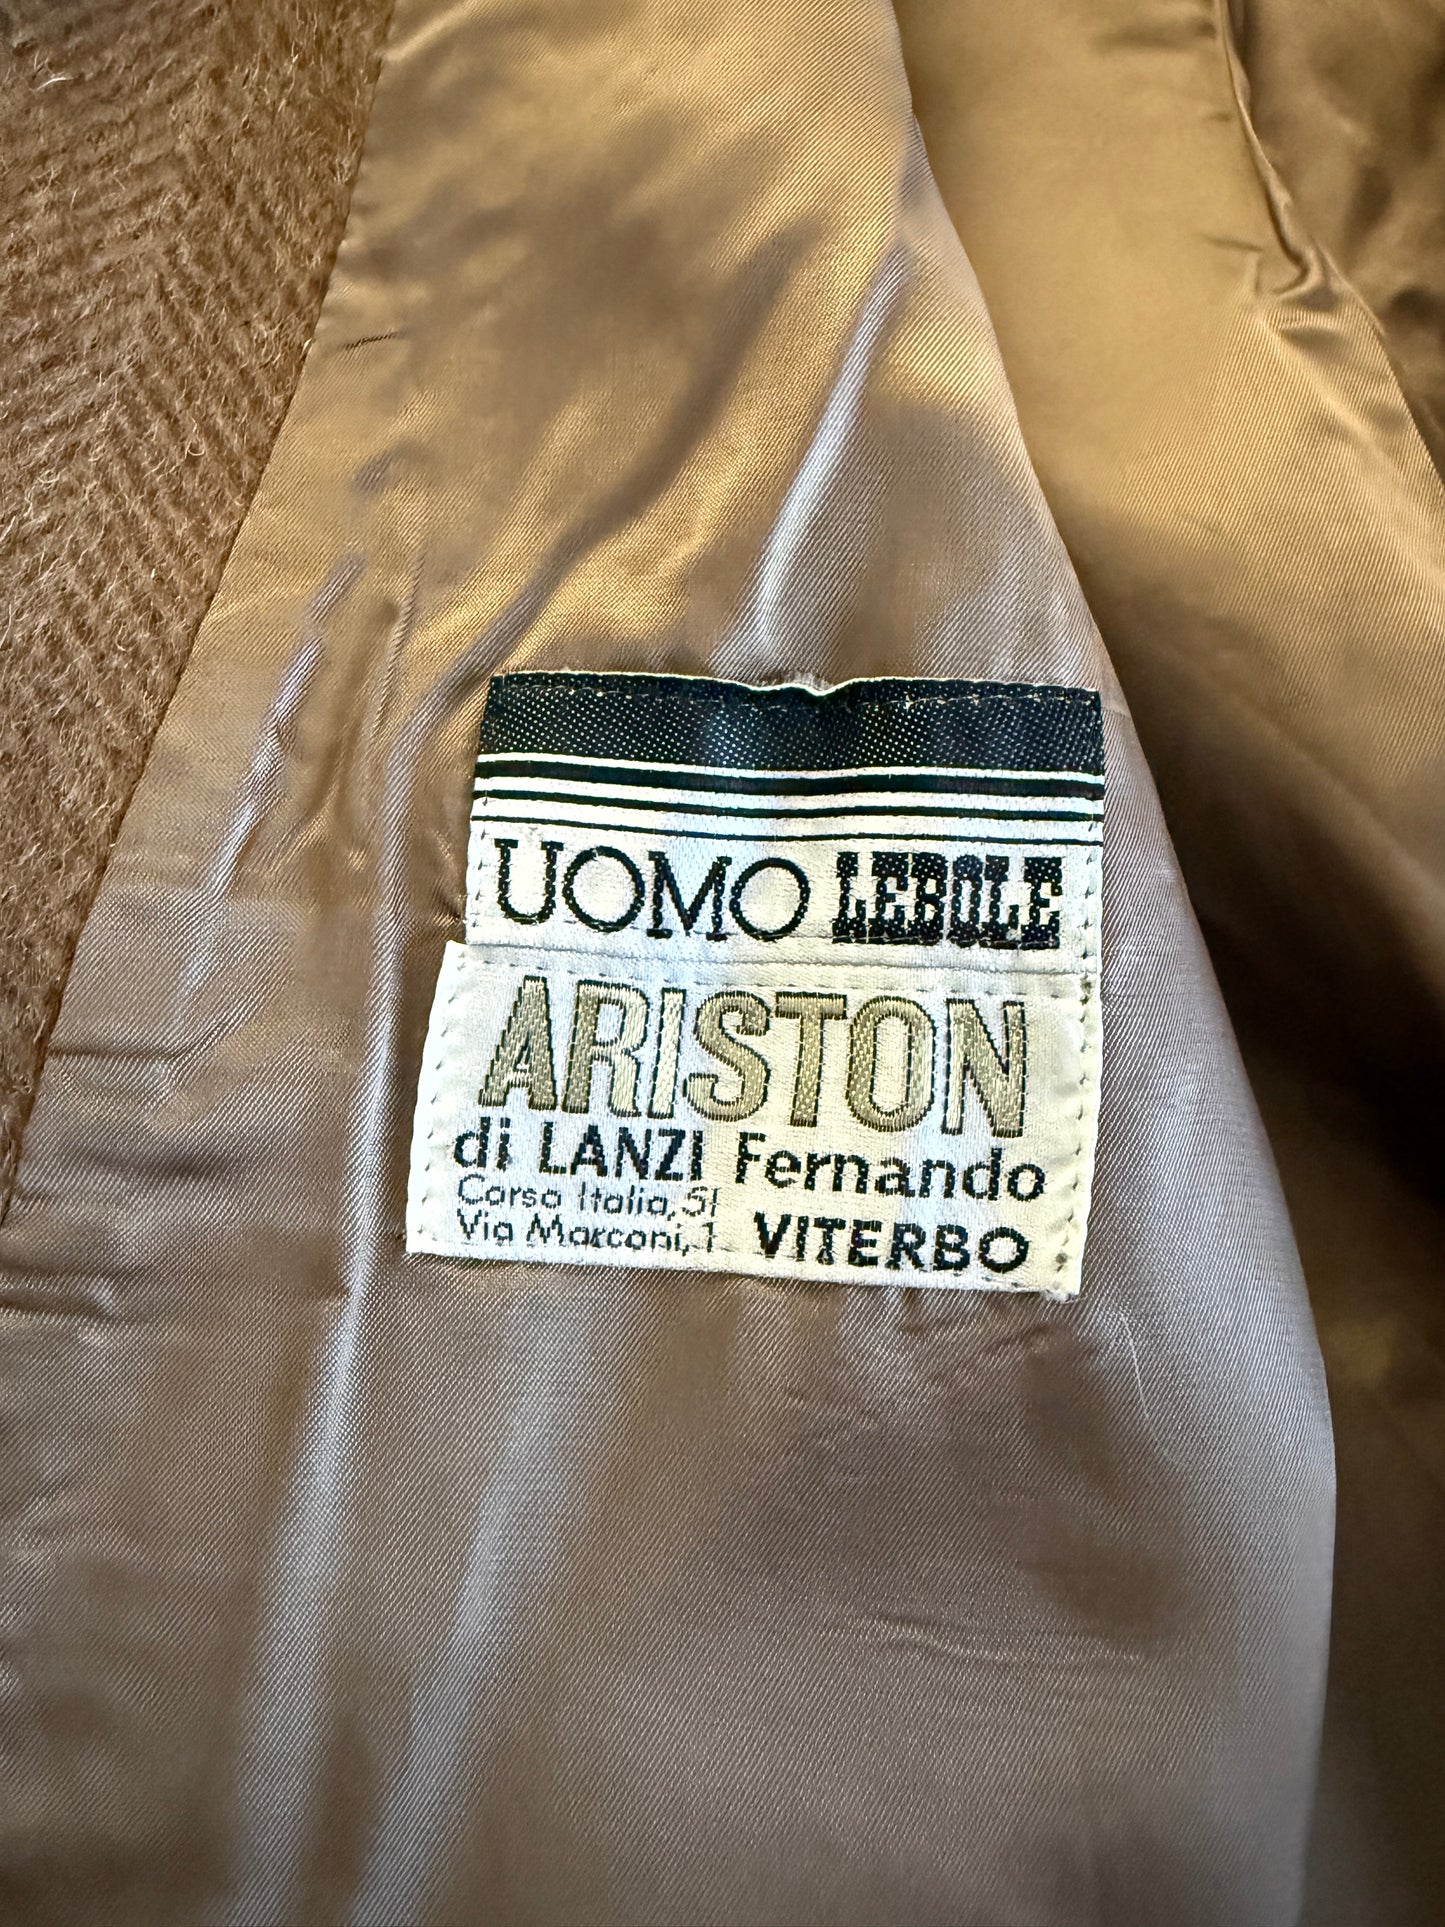 UOMO LEBOLE
ARISTON
di LANZI Fernando
Corso Italia, 51
Via Marconi, 1 VITERBO